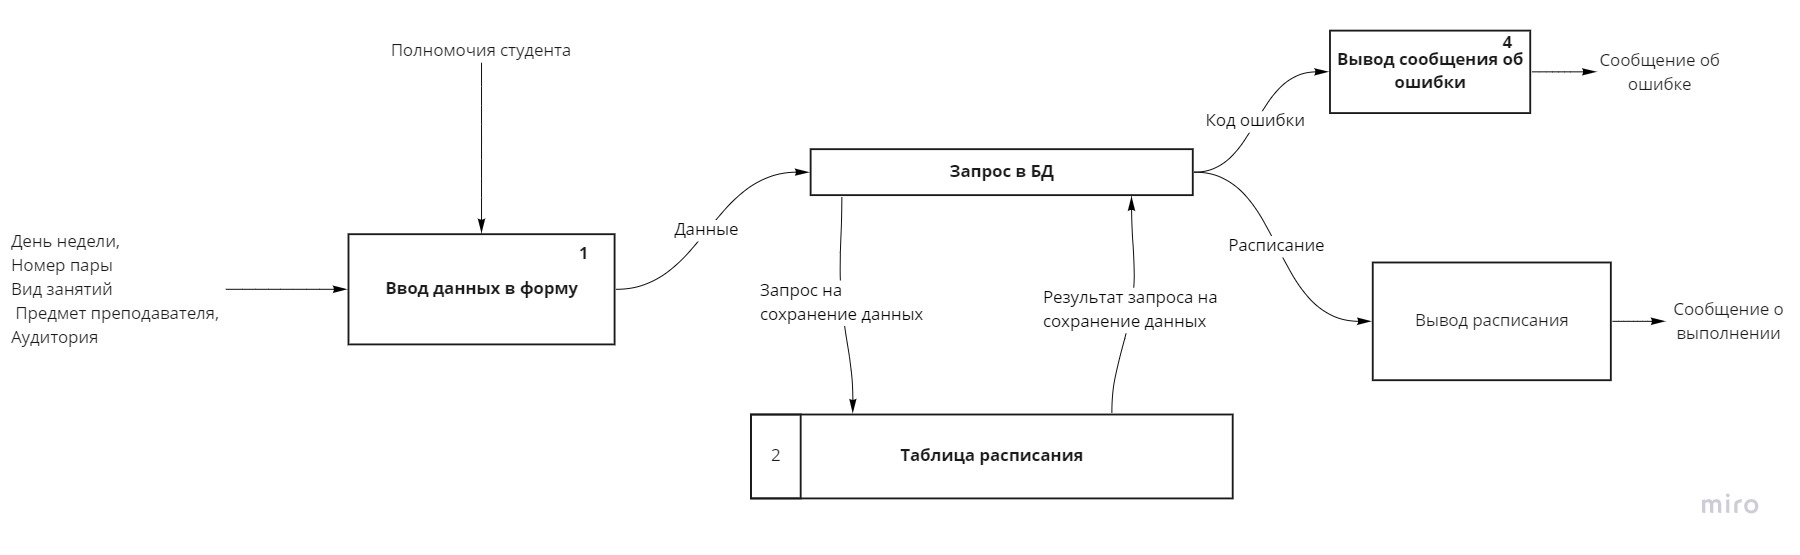 Полномочия студента
4
Вывод сообщения об
ошибки
Сообщение об
ошибке
Код ошибки
Запрос в БД
День недели,
Номер пары
Вид занятий
Предмет преподавателя,
Аудитория
1
Ввод данных в форму
Данные
Расписание
Запрос на
сохранение данных
Результат запроса на
сохранение данных
Вывод расписания
Сообщение о
выполнении
2
Таблица расписания
miro